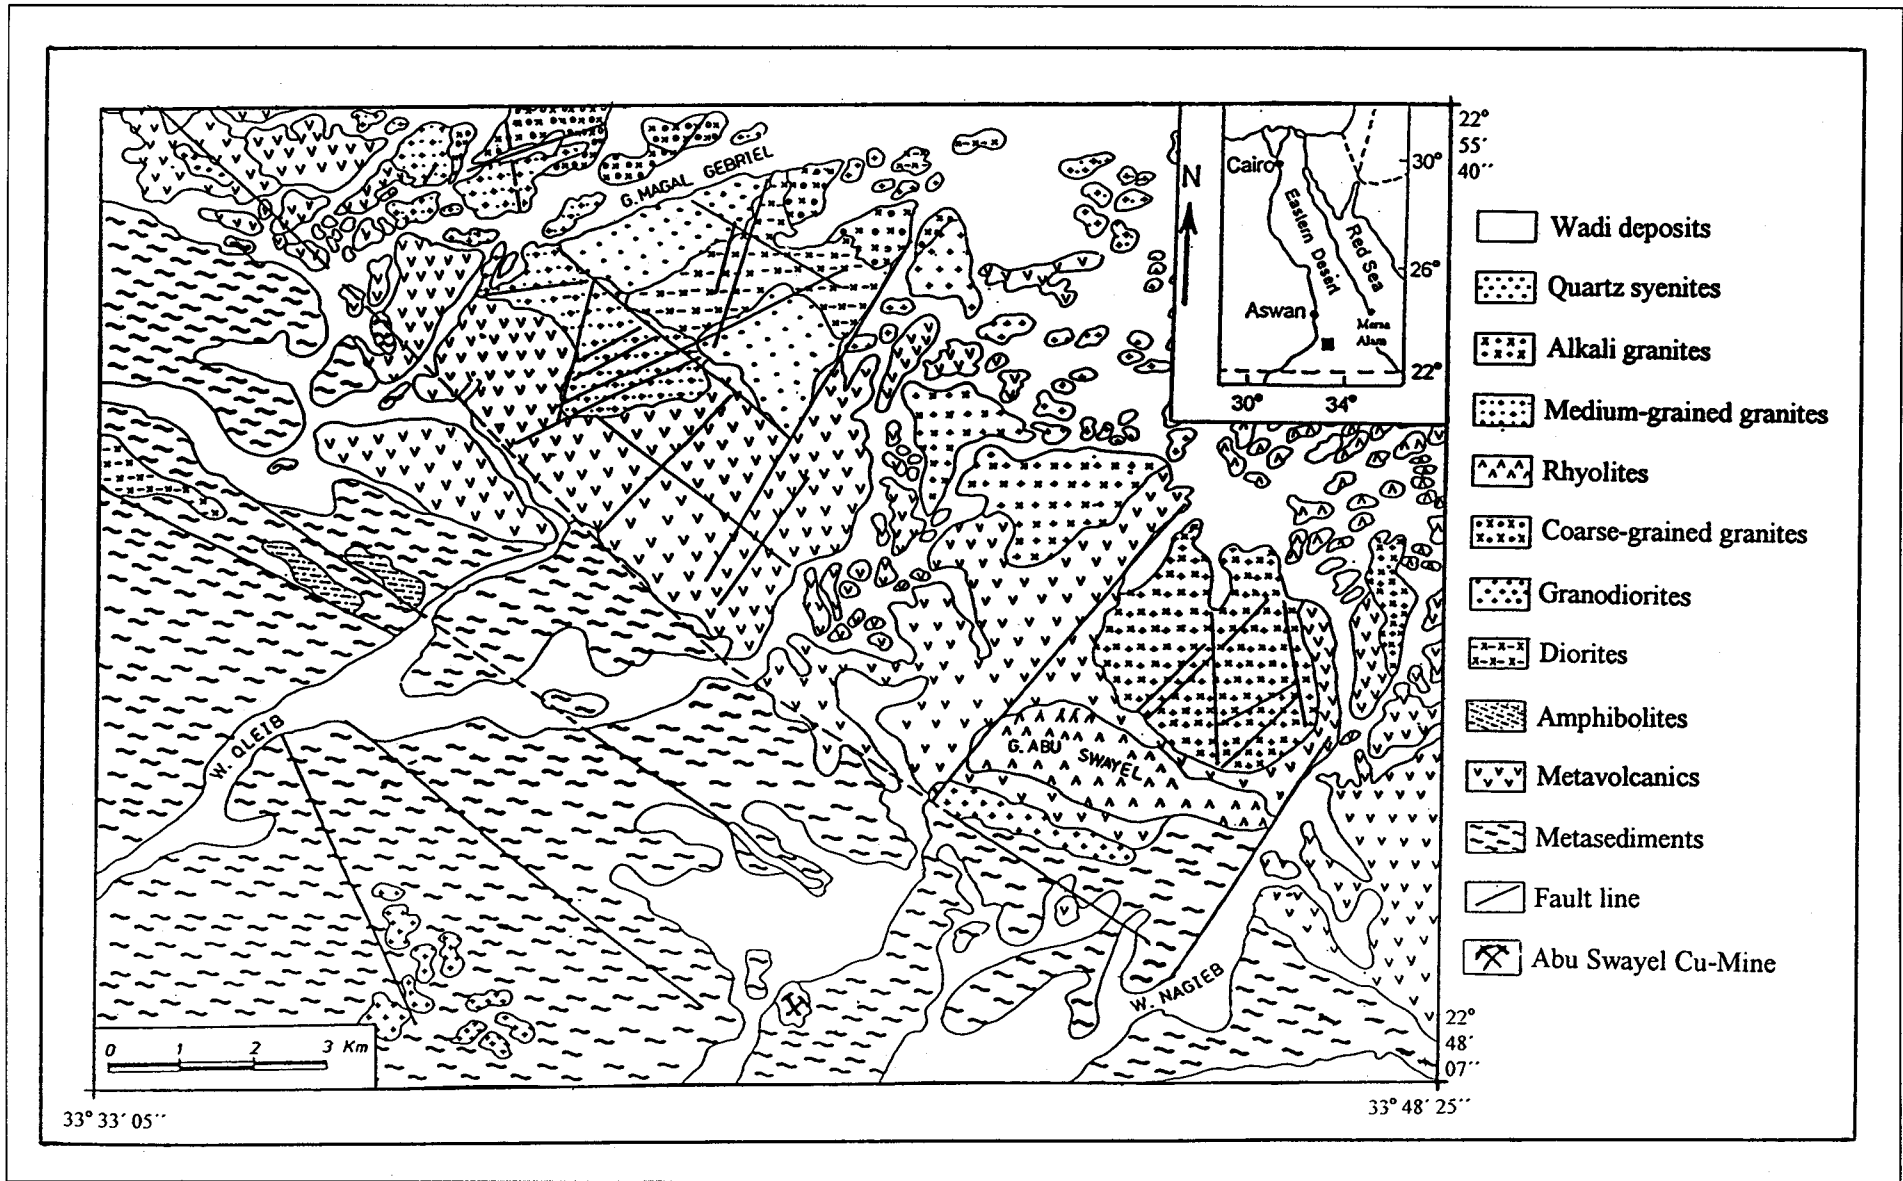 G. MAGAL GEBRIEL
W. QLEIB
G. ABU SWAYEL
W. NAGIEB
N
Cairo
Eastern Desert
Red Sea
Aswan
Marsa
Alam
30°
26°
22°
30° 34°
22°
55′
40′′
22°
48′
07′′
33° 33′ 05′′
33° 48′ 25′′
0 1 2 3 Km
Wadi deposits
Quartz syenites
Alkali granites
Medium-grained granites
Rhyolites
Coarse-grained granites
Granodiorites
Diorites
Amphibolites
Metavolcanics
Metasediments
Fault line
Abu Swayel Cu-Mine